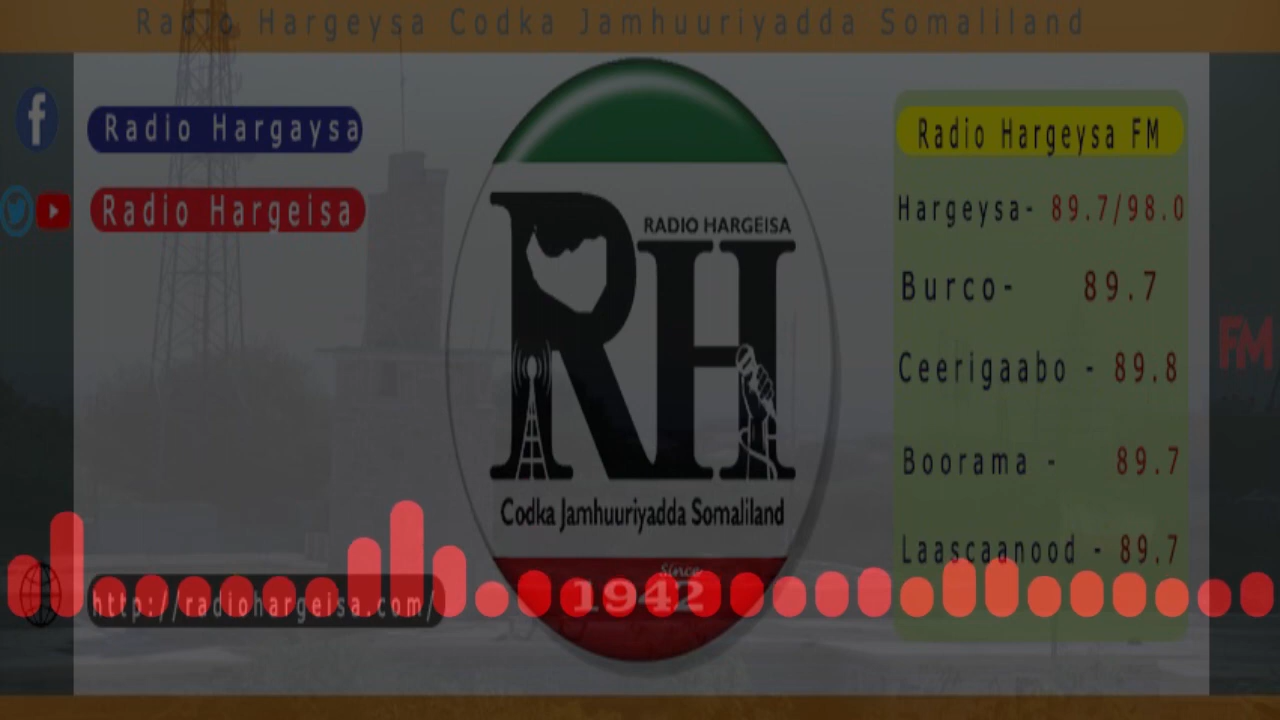 Radio Hargeysa Codka Jamhuuriyadda Somaliland
Radio Hargaysa
Radio Hargeisa
http://radiohargeisa.com/
RADIO HARGEISA
RH
Codka Jamhuuriyadda Somaliland
Since
1942
Radio Hargeysa FM
Hargeysa- 89.7/98.0
Burco- 89.7
Ceerigaabo - 89.8
Boorama - 89.7
Laascaanood - 89.7
FM